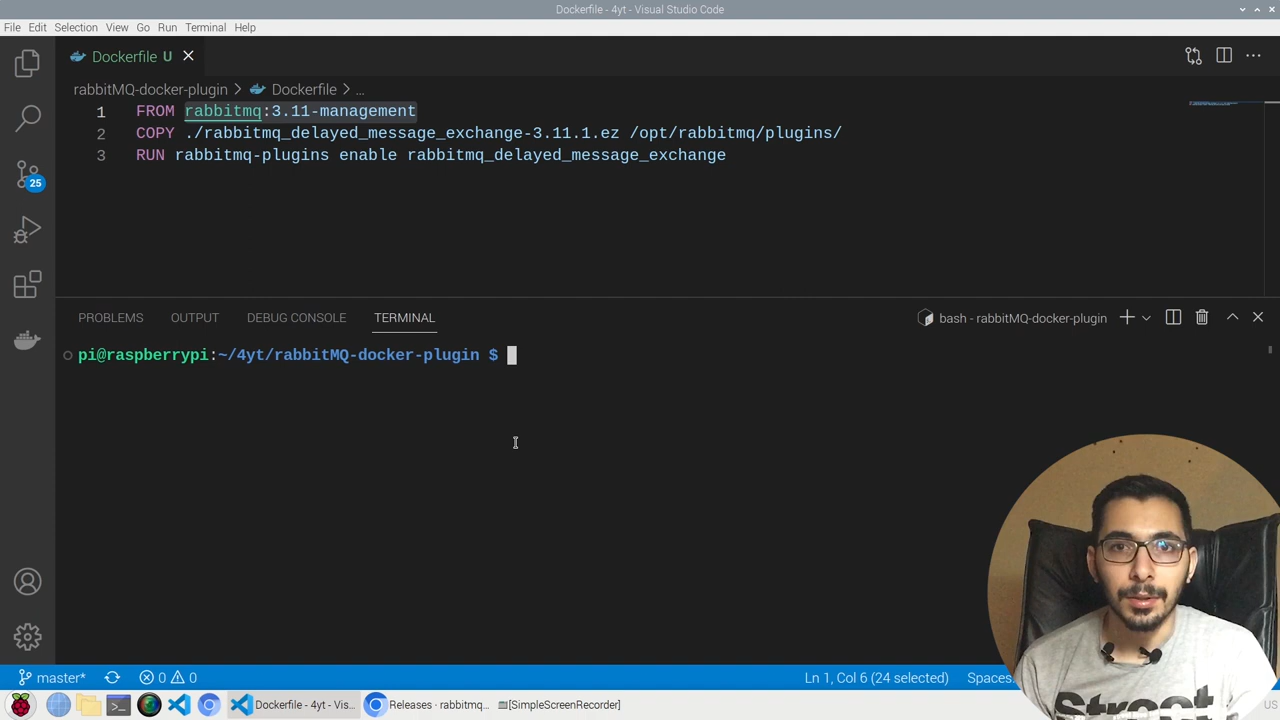 Dockerfile - 4yt - Visual Studio Code
File Edit Selection View Go Run Terminal Help
Dockerfile U
rabbitMQ-docker-plugin > Dockerfile > ...
1 FROM rabbitmq:3.11-management
2 COPY ./rabbitmq_delayed_message_exchange-3.11.1.ez /opt/rabbitmq/plugins/
3 RUN rabbitmq-plugins enable rabbitmq_delayed_message_exchange
25
PROBLEMS OUTPUT DEBUG CONSOLE TERMINAL
bash - rabbitMQ-docker-plugin
pi@raspberrypi:~/4yt/rabbitMQ-docker-plugin $
master* 0 0 Ln 1, Col 6 (24 selected) Spaces:
Dockerfile - 4yt - Vis... Releases · rabbitmq... [SimpleScreenRecorder] US
Street